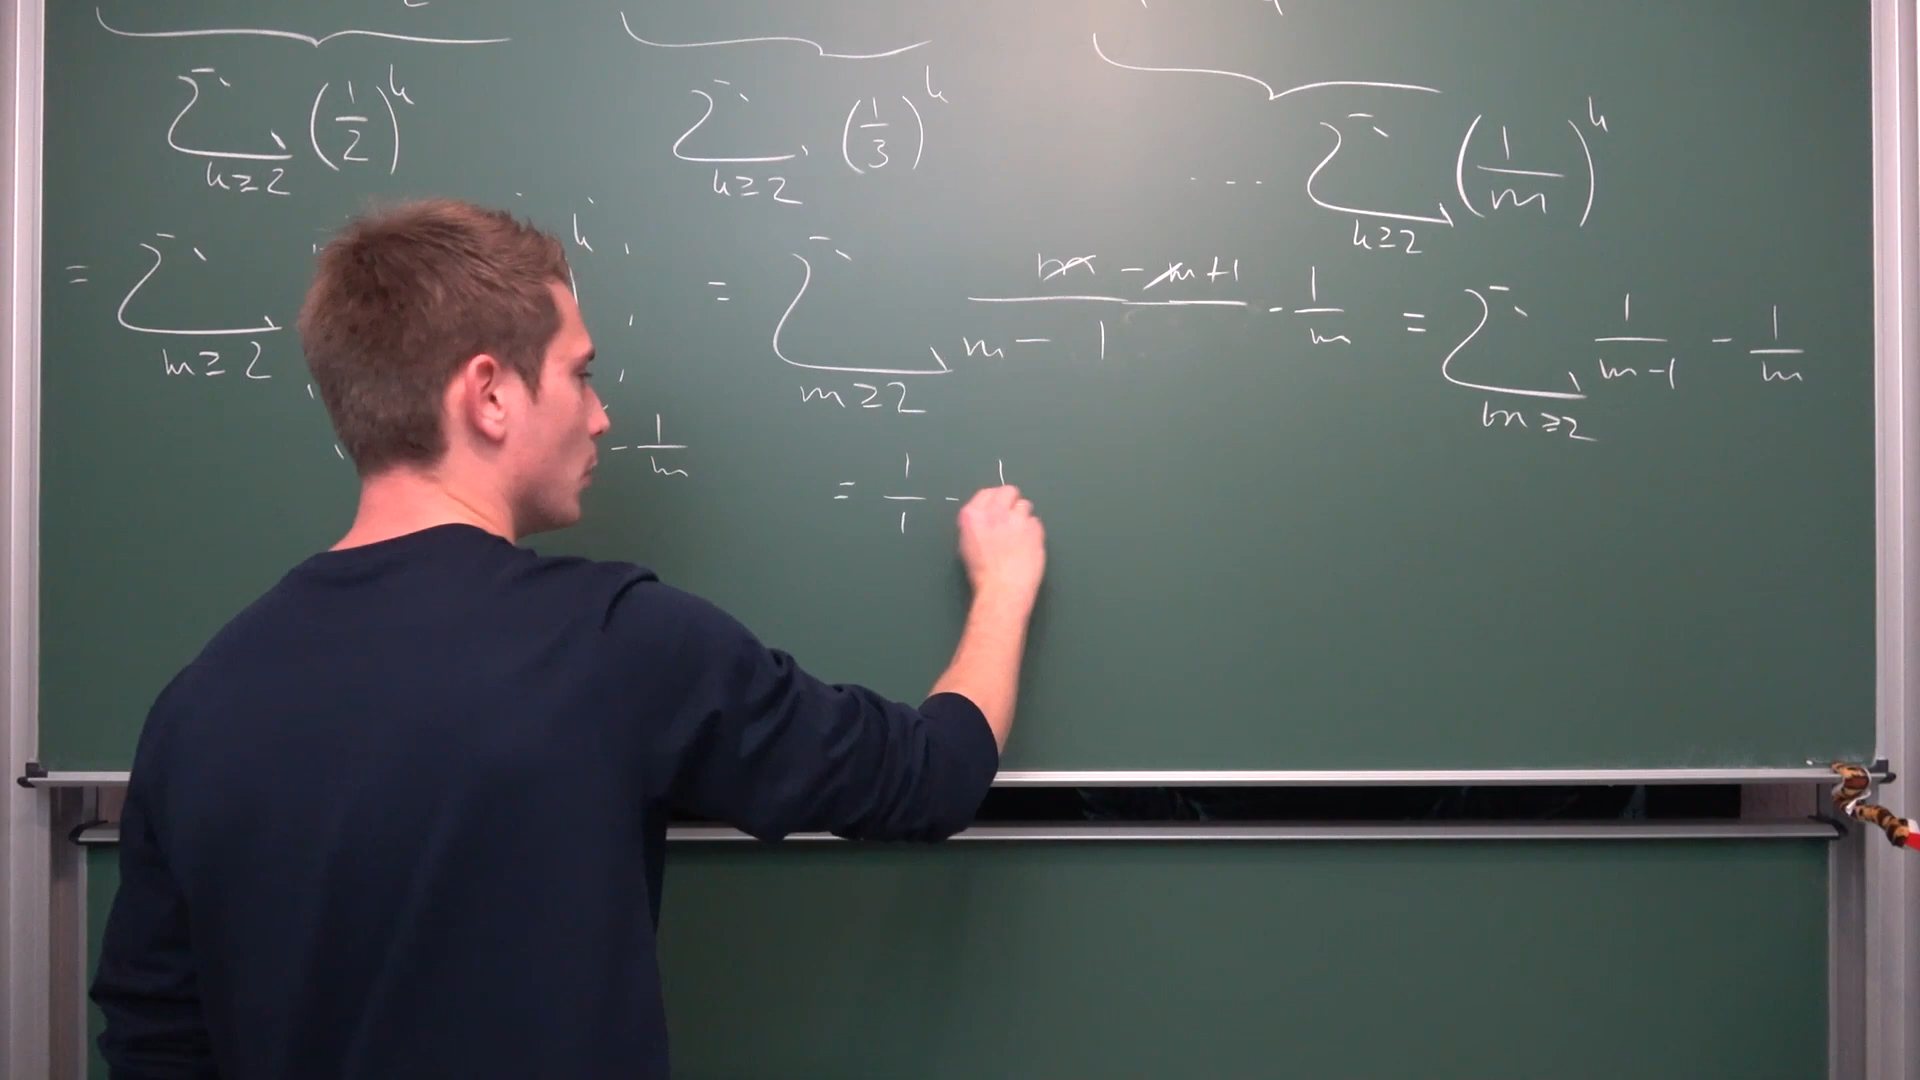 ∑_{k≥2} (1/2)^k ∑_{k≥2} (1/3)^k ... ∑_{k≥2} (1/m)^k
= ∑_{m≥2} = ∑_{m≥2} (m - m+1)/(m - 1) - 1/m = ∑_{m≥2} 1/(m-1) - 1/m
- 1/m = 1/1 - 1